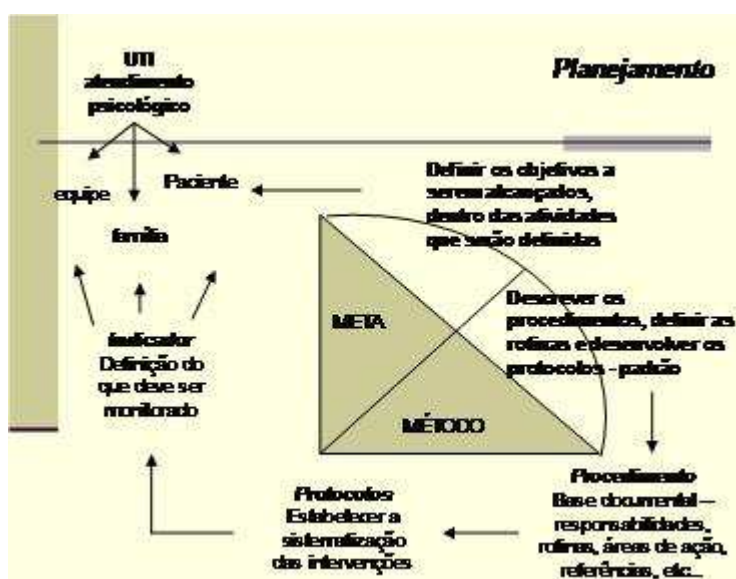 UTI
atendimento
psicológico
Planejamento
equipe
Paciente
família
Definir os objetivos a
serem alcançados,
dentro das atividades
que serão definidas
META
Descrever os
procedimentos, definir as
rotinas e desenvolver os
protocolos - padrão
Indicador
Definição do
que deve ser
monitorado
MÉTODO
Procedimento
Base documental –
responsabilidades,
rotinas, áreas de ação,
referências, etc...
Protocolos:
Estabelecer a
sistematização
das intervenções